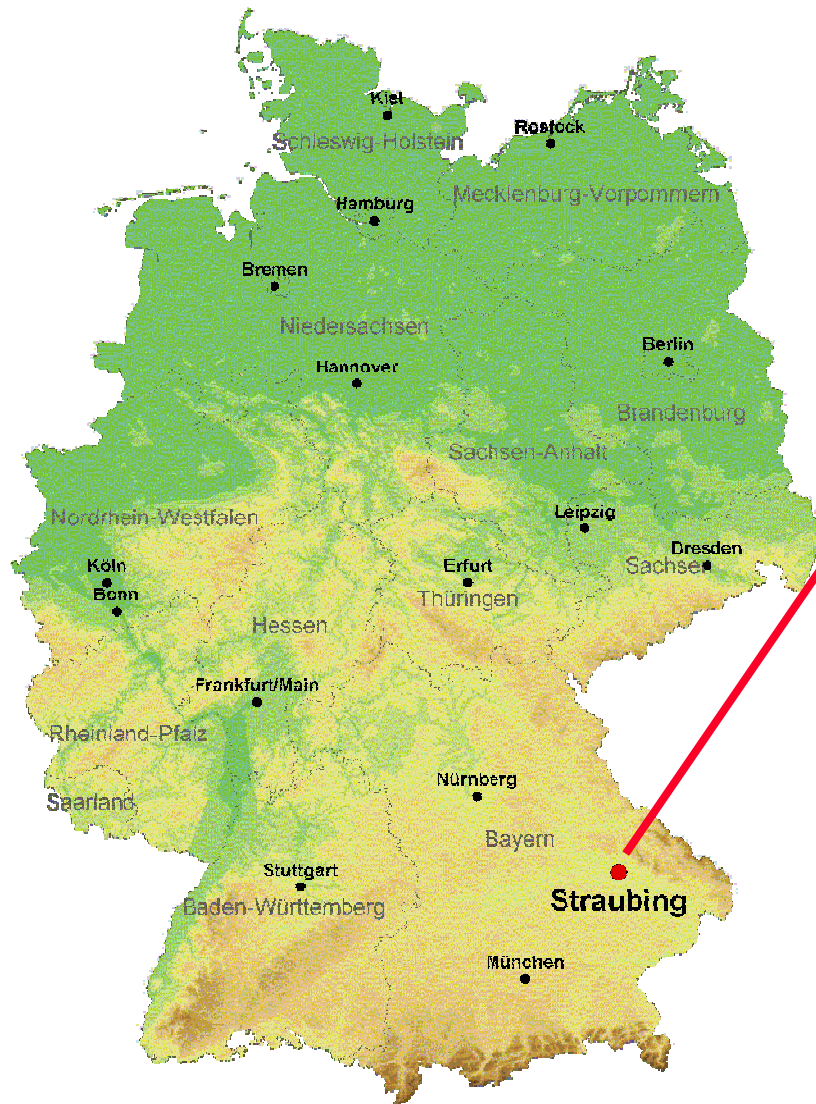 Kiel
Schleswig-Holstein
Rostock
Mecklenburg-Vorpommern
Hamburg
Bremen
Niedersachsen
Berlin
Hannover
Brandenburg
Sachsen-Anhalt
Nordrhein-Westfalen
Leipzig
Dresden
Sachsen
Köln
Erfurt
Bonn
Thüringen
Hessen
Frankfurt/Main
Rheinland-Pfalz
Nürnberg
Saarland
Bayern
Stuttgart
Straubing
Baden-Württemberg
München